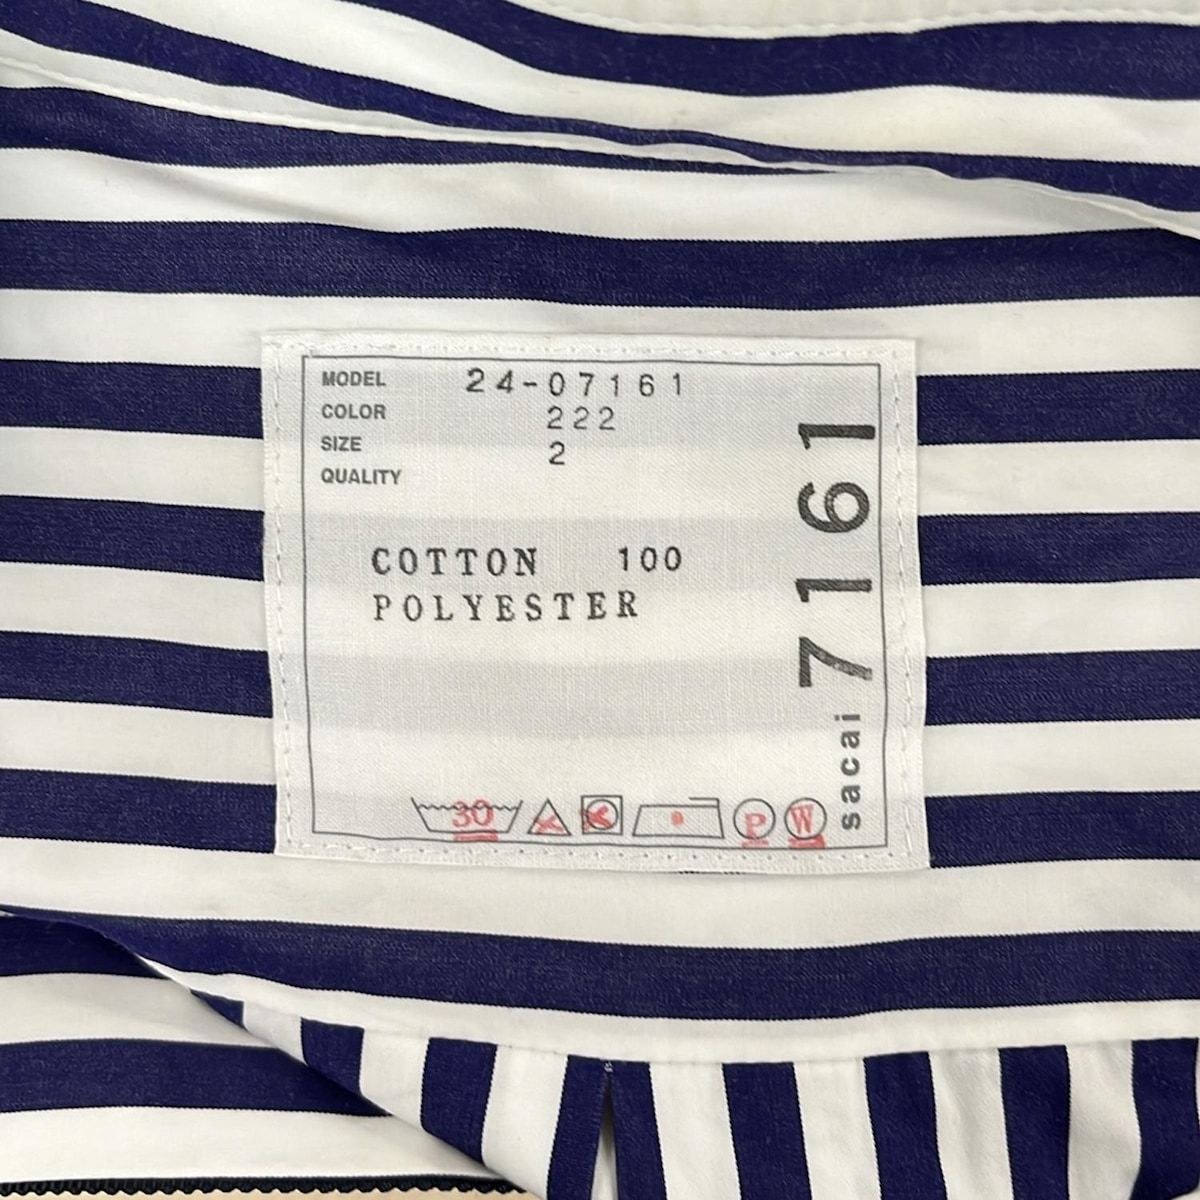 MODEL 24-07161
COLOR 222
SIZE 2
QUALITY
COTTON 100
POLYESTER
30 P W
sacai 7161